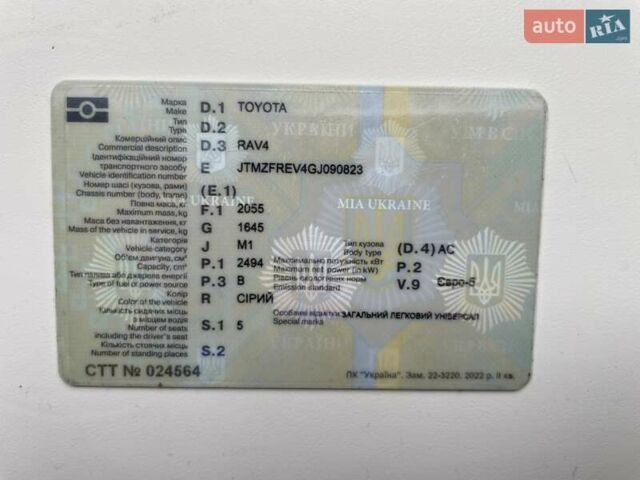 auto RIA .com
Марка
Make D.1 TOYOTA
Тип
Type D.2
Комерційний опис
Commercial description D.3 RAV4
Ідентифікаційний номер
транспортного засобу E JTMZFREV4GJ090823
Vehicle identification number
Номер шасі (кузова, рами)
Chassis number (body, frame) (E.1)
Повна маса, кг
Maximum mass, kg F.1 2055
Маса без навантаження, кг
Mass of the vehicle in service, kg G 1645
Категорія
Vehicle category J M1
Тип кузова
Body type (D.4) AC
Об'єм двигуна, см³
Capacity, cm³ P.1 2494
Максимальна потужність, кВт
Maximum net power (in kW) P.2
Тип палива або джерела енергії
Type of fuel or power source P.3 B
Рівень екологічних норм
Emission standard V.9 Євро-5
Колір
Color of the vehicle R СІРИЙ
Кількість сидячих місць
з місцем водія
Number of seats S.1 5
including the driver's seat
Особливі відмітки ЗАГАЛЬНИЙ ЛЕГКОВИЙ УНІВЕРСАЛ
Special marks
Кількість стоячих місць
Number of standing places S.2
СТТ № 024564
ПК "Україна". Зам. 22-3220. 2022 р. II кв.
MIA UKRAINE